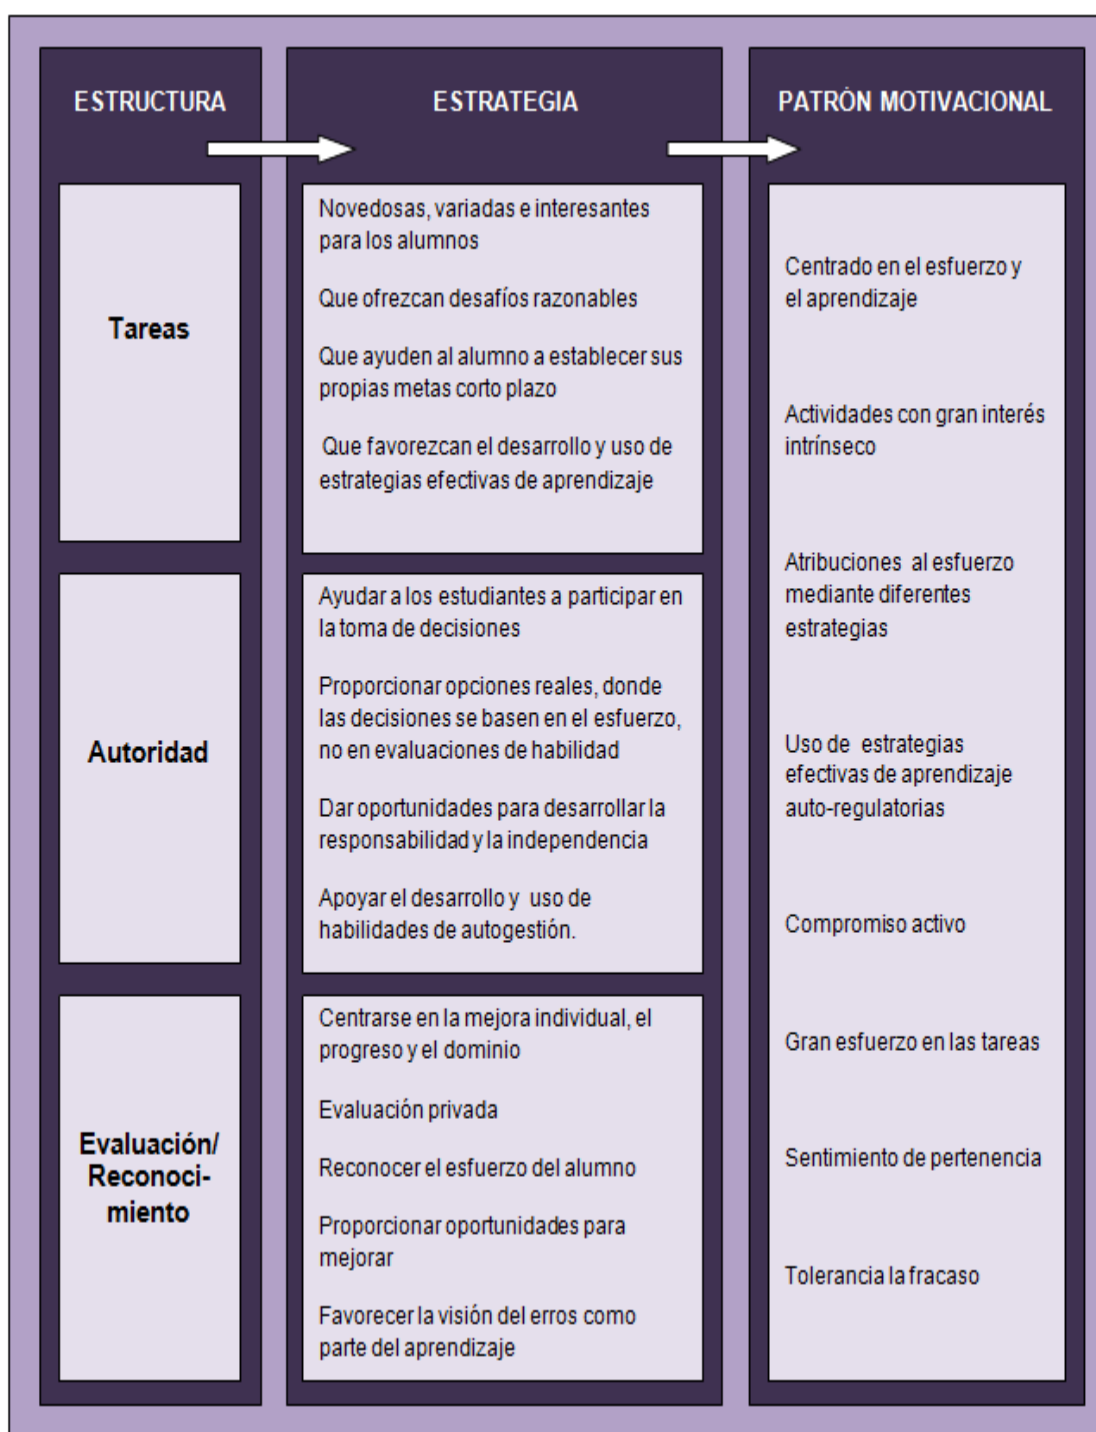 ESTRUCTURA
ESTRATEGIA
PATRÓN MOTIVACIONAL
Tareas
Novedosas, variadas e interesantes
para los alumnos
Que ofrezcan desafíos razonables
Que ayuden al alumno a establecer sus
propias metas corto plazo
Que favorezcan el desarrollo y uso de
estrategias efectivas de aprendizaje
Autoridad
Ayudar a los estudiantes a participar en
la toma de decisiones
Proporcionar opciones reales, donde
las decisiones se basen en el esfuerzo,
no en evaluaciones de habilidad
Dar oportunidades para desarrollar la
responsabilidad y la independencia
Apoyar el desarrollo y uso de
habilidades de autogestión.
Evaluación/
Reconoci-
miento
Centrarse en la mejora individual, el
progreso y el dominio
Evaluación privada
Reconocer el esfuerzo del alumno
Proporcionar oportunidades para
mejorar
Favorecer la visión del erros como
parte del aprendizaje
Centrado en el esfuerzo y
el aprendizaje
Actividades con gran interés
intrínseco
Atribuciones al esfuerzo
mediante diferentes
estrategias
Uso de estrategias
efectivas de aprendizaje
auto-regulatorias
Compromiso activo
Gran esfuerzo en las tareas
Sentimiento de pertenencia
Tolerancia la fracaso